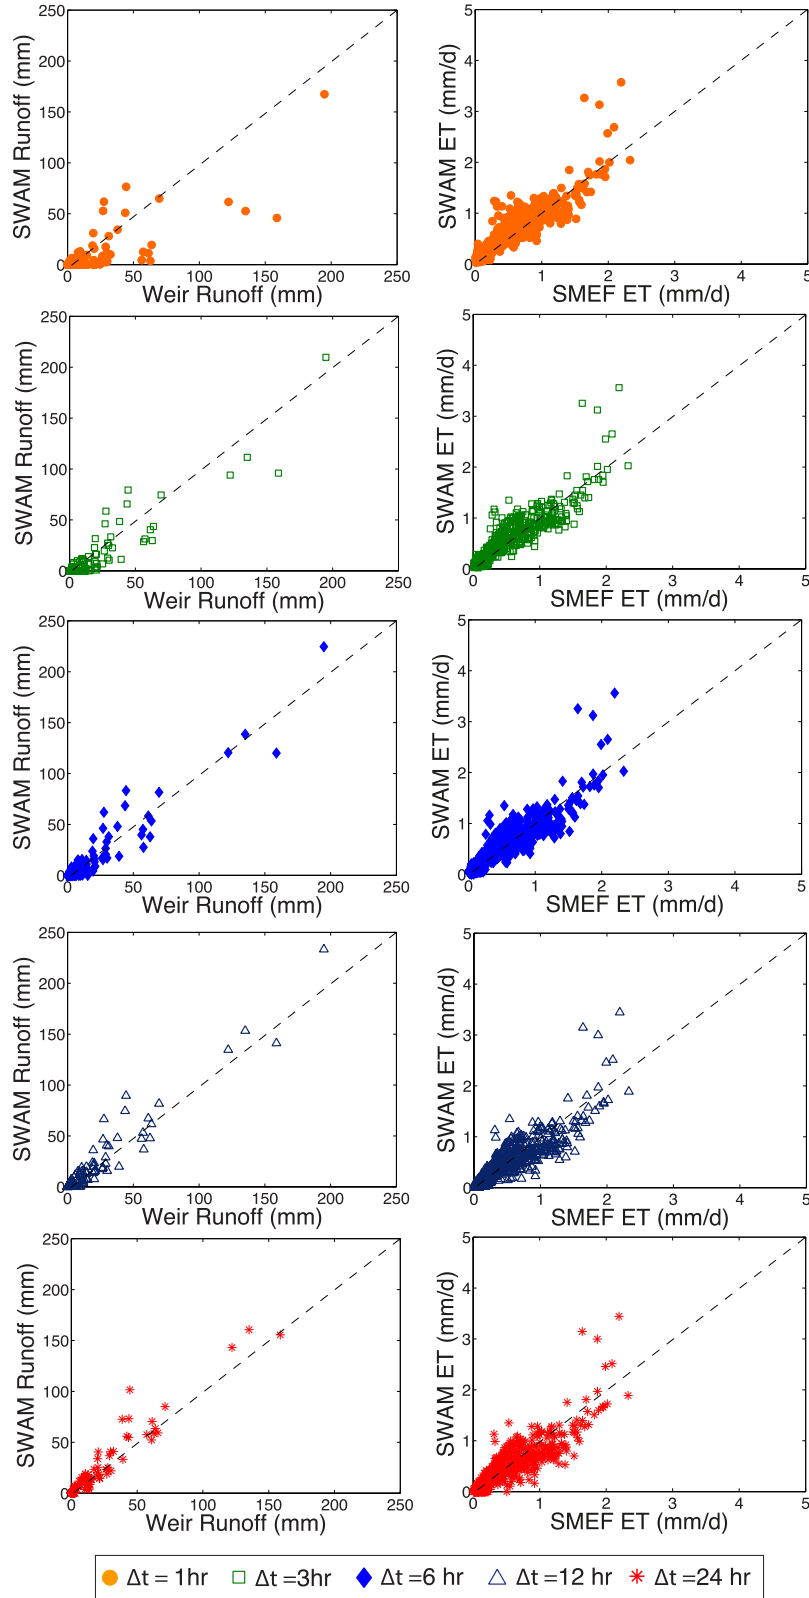 SWAM Runoff (mm)
250
200
150
100
50
0
0 50 100 150 200 250
Weir Runoff (mm)
SWAM ET (mm/d)
5
4
3
2
1
0
0 1 2 3 4 5
SMEF ET (mm/d)
SWAM Runoff (mm)
250
200
150
100
50
0
0 50 100 150 200 250
Weir Runoff (mm)
SWAM ET (mm/d)
5
4
3
2
1
0
0 1 2 3 4 5
SMEF ET (mm/d)
SWAM Runoff (mm)
250
200
150
100
50
0
0 50 100 150 200 250
Weir Runoff (mm)
SWAM ET (mm/d)
5
4
3
2
1
0
0 1 2 3 4 5
SMEF ET (mm/d)
SWAM Runoff (mm)
250
200
150
100
50
0
0 50 100 150 200 250
Weir Runoff (mm)
SWAM ET (mm/d)
5
4
3
2
1
0
0 1 2 3 4 5
SMEF ET (mm/d)
SWAM Runoff (mm)
250
200
150
100
50
0
0 50 100 150 200 250
Weir Runoff (mm)
SWAM ET (mm/d)
5
4
3
2
1
0
0 1 2 3 4 5
SMEF ET (mm/d)
Δt = 1hr Δt =3hr Δt =6 hr Δt =12 hr Δt =24 hr